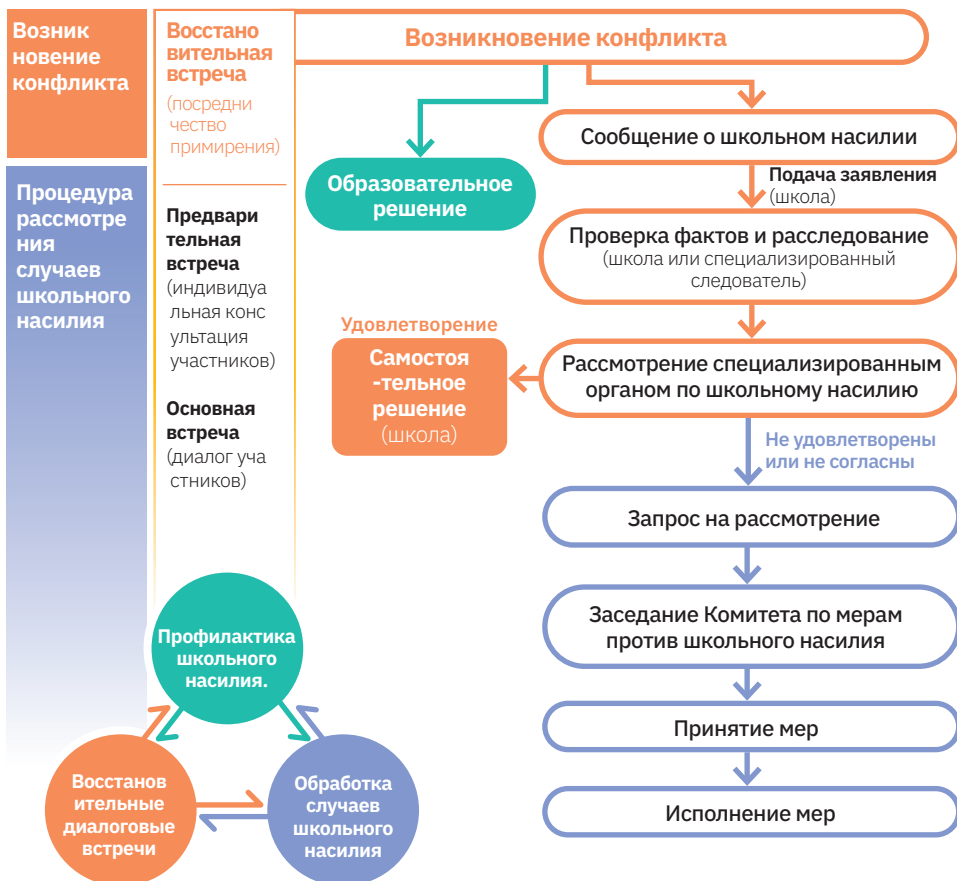 Возник
новение
конфликта
Восстано
вительная
встреча
(посредни
чество
примирения)
Возникновение конфликта
Сообщение о школьном насилии
Образовательное
решение
Подача заявления
(школа)
Процедура
рассмотре
ния
случаев
школьного
насилия
Предвари
тельная
встреча
(индивидуа
льная конс
ультация
участников)
Основная
встреча
(диалог уча
стников)
Проверка фактов и расследование
(школа или специализированный
следователь)
Удовлетворение
Самостоя
-тельное
решение
(школа)
Рассмотрение специализированным
органом по школьному насилию
Не удовлетворены
или не согласны
Запрос на рассмотрение
Заседание Комитета по мерам
против школьного насилия
Принятие мер
Исполнение мер
Профилактика
школьного
насилия.
Восстанов
ительные
диалоговые
встречи
Обработка
случаев
школьного
насилия